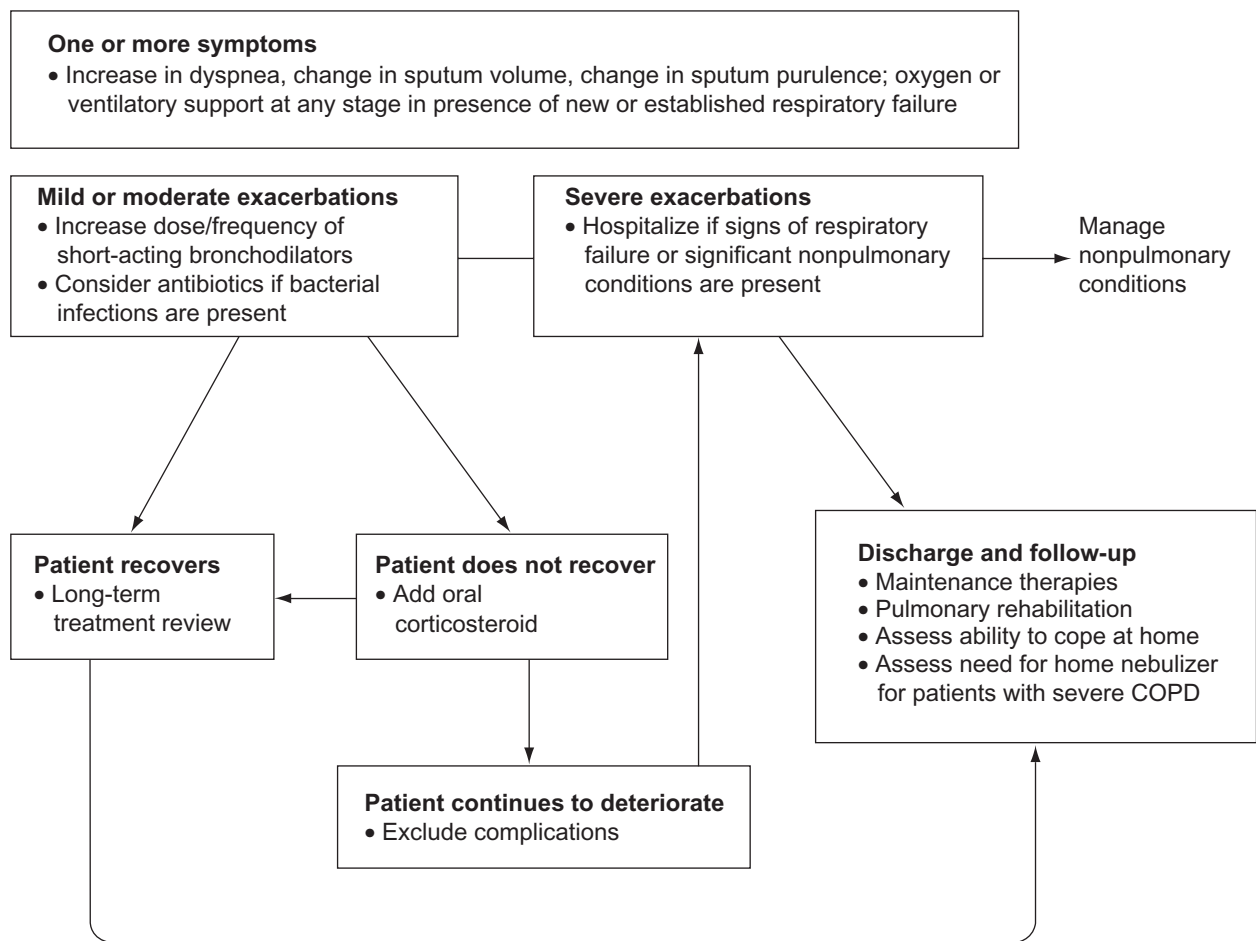 One or more symptoms
• Increase in dyspnea, change in sputum volume, change in sputum purulence; oxygen or
ventilatory support at any stage in presence of new or established respiratory failure
Mild or moderate exacerbations
• Increase dose/frequency of
short-acting bronchodilators
• Consider antibiotics if bacterial
infections are present
Severe exacerbations
• Hospitalize if signs of respiratory
failure or significant nonpulmonary
conditions are present
Manage
nonpulmonary
conditions
Patient recovers
• Long-term
treatment review
Patient does not recover
• Add oral
corticosteroid
Discharge and follow-up
• Maintenance therapies
• Pulmonary rehabilitation
• Assess ability to cope at home
• Assess need for home nebulizer
for patients with severe COPD
Patient continues to deteriorate
• Exclude complications